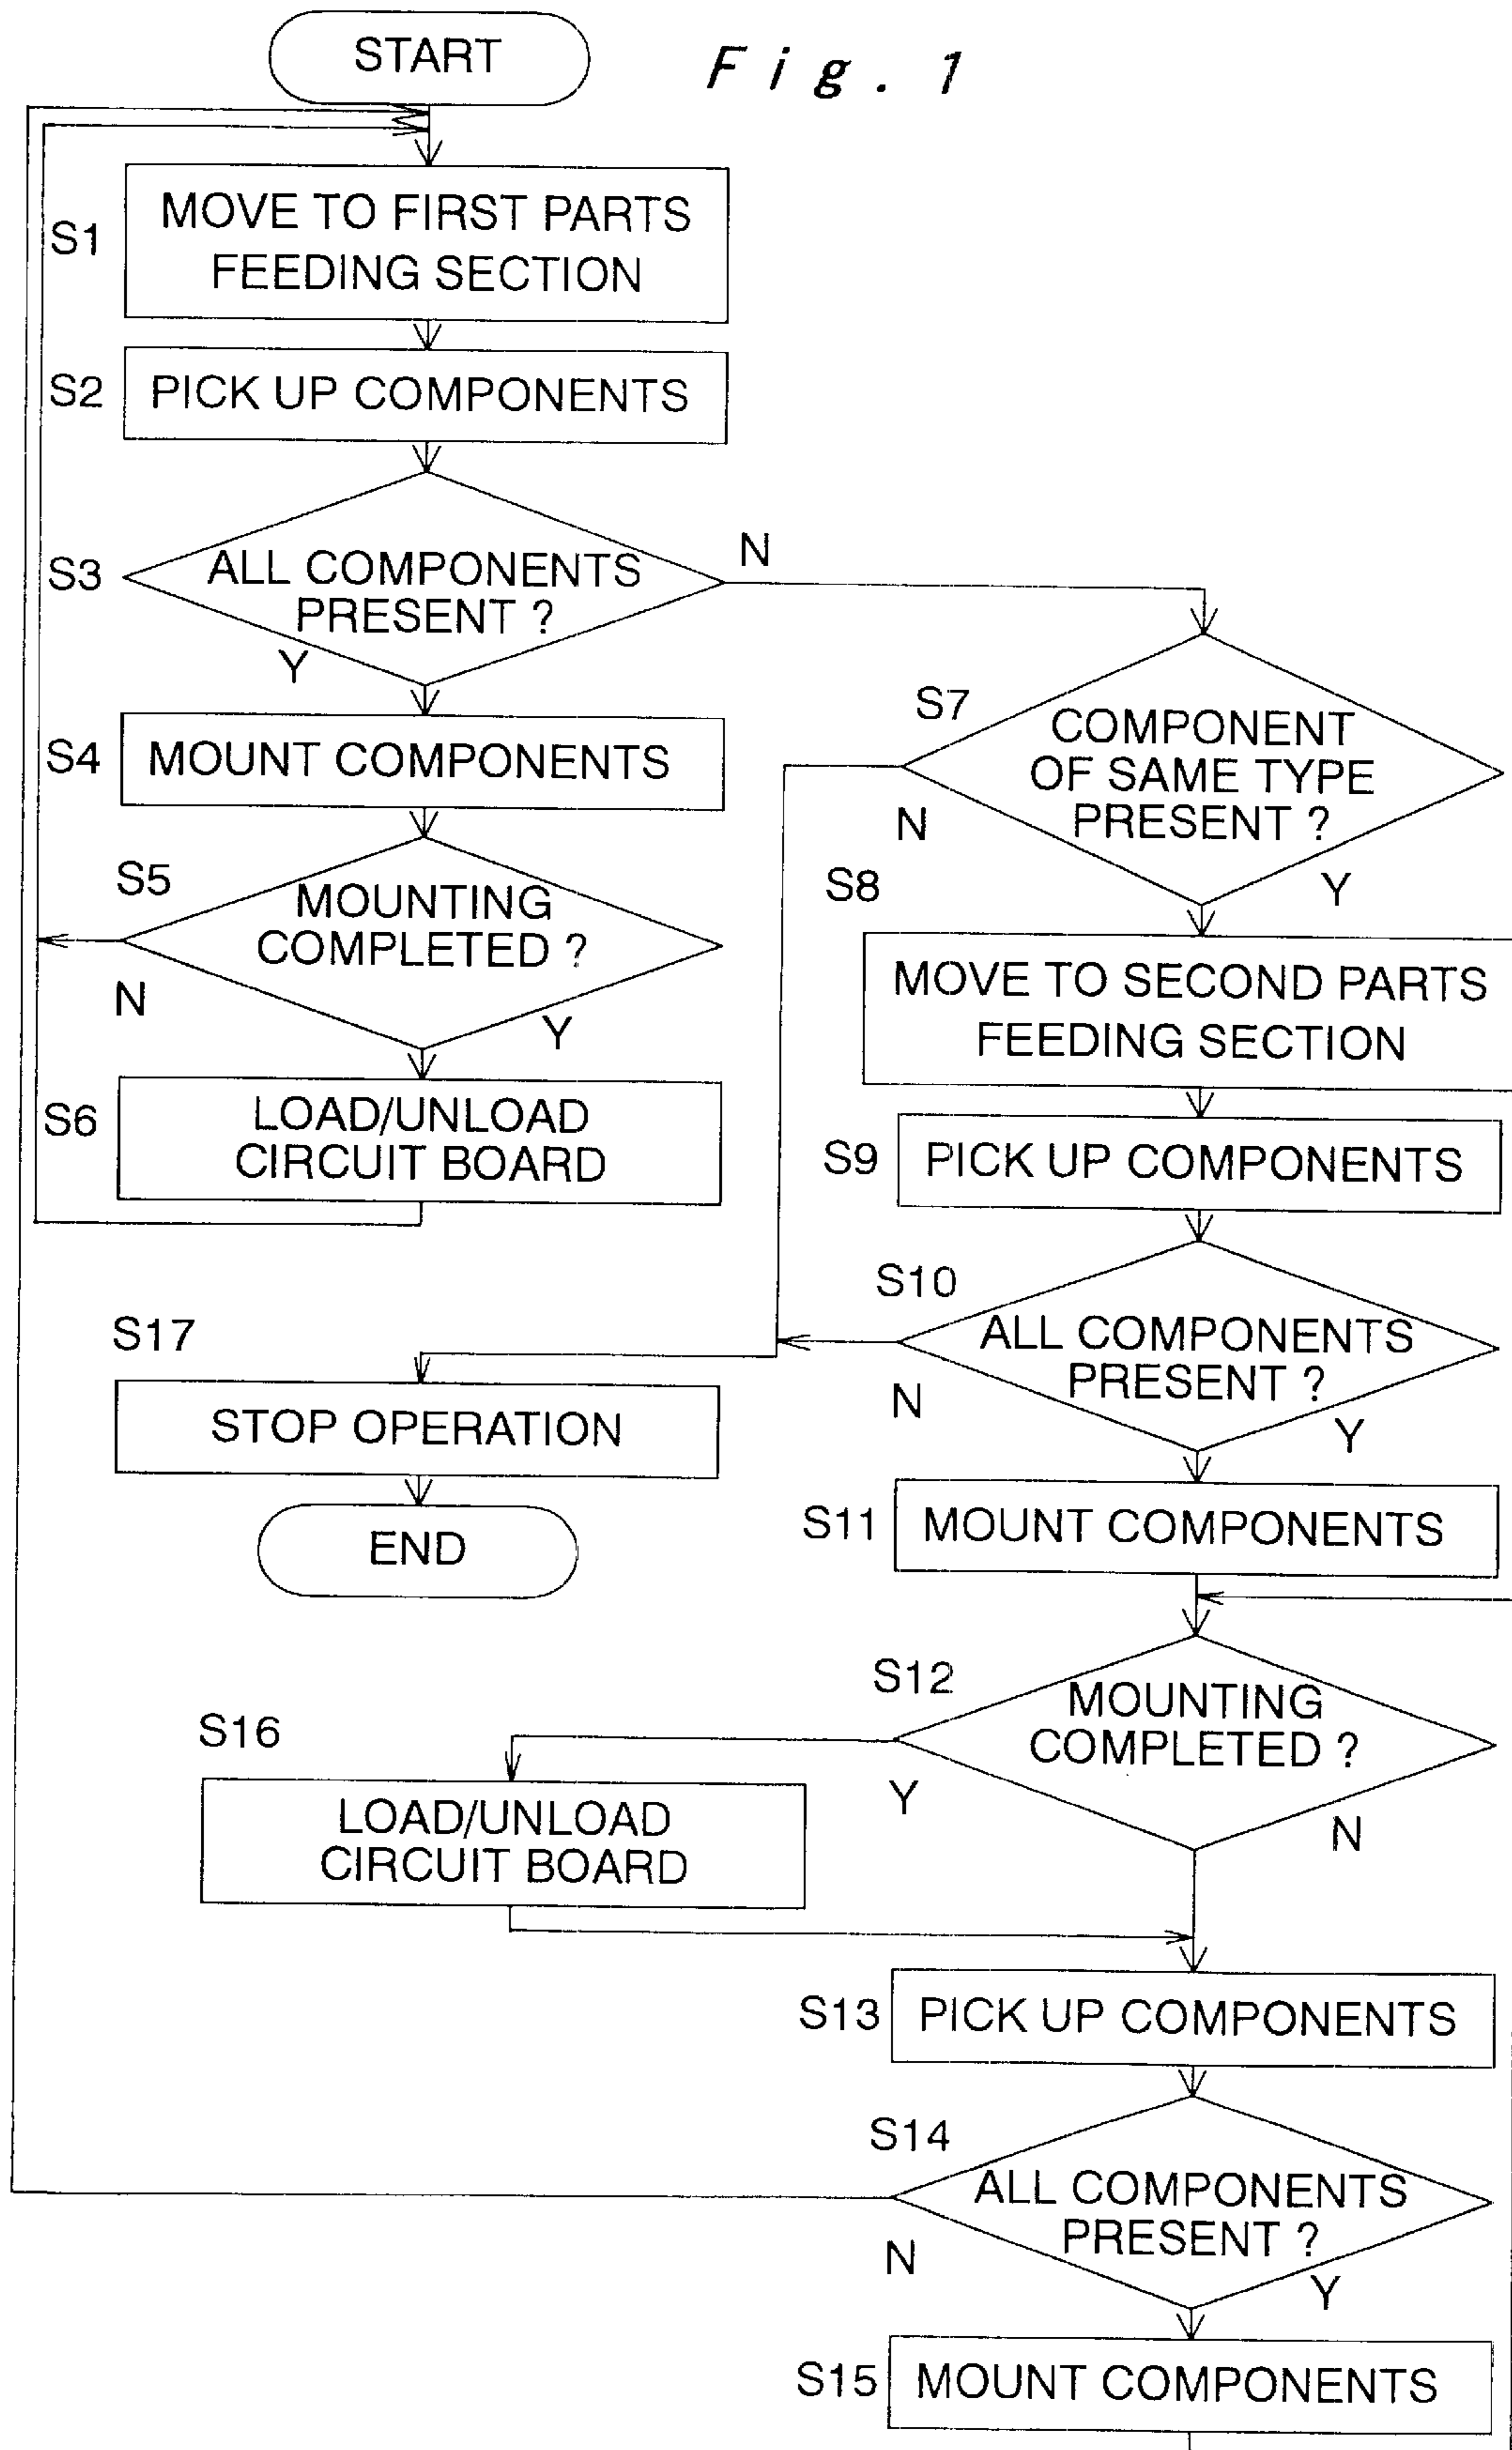 START
Fig. 1
S1
MOVE TO FIRST PARTS
FEEDING SECTION
S2
PICK UP COMPONENTS
S3
ALL COMPONENTS
PRESENT ?
N
Y
S4
MOUNT COMPONENTS
S5
MOUNTING
COMPLETED ?
N
Y
S6
LOAD/UNLOAD
CIRCUIT BOARD
S7
COMPONENT
OF SAME TYPE
PRESENT ?
N
Y
S8
MOVE TO SECOND PARTS
FEEDING SECTION
S9
PICK UP COMPONENTS
S10
ALL COMPONENTS
PRESENT ?
N
Y
S17
STOP OPERATION
END
S11
MOUNT COMPONENTS
S12
MOUNTING
COMPLETED ?
Y
N
S16
LOAD/UNLOAD
CIRCUIT BOARD
S13
PICK UP COMPONENTS
S14
ALL COMPONENTS
PRESENT ?
N
Y
S15
MOUNT COMPONENTS